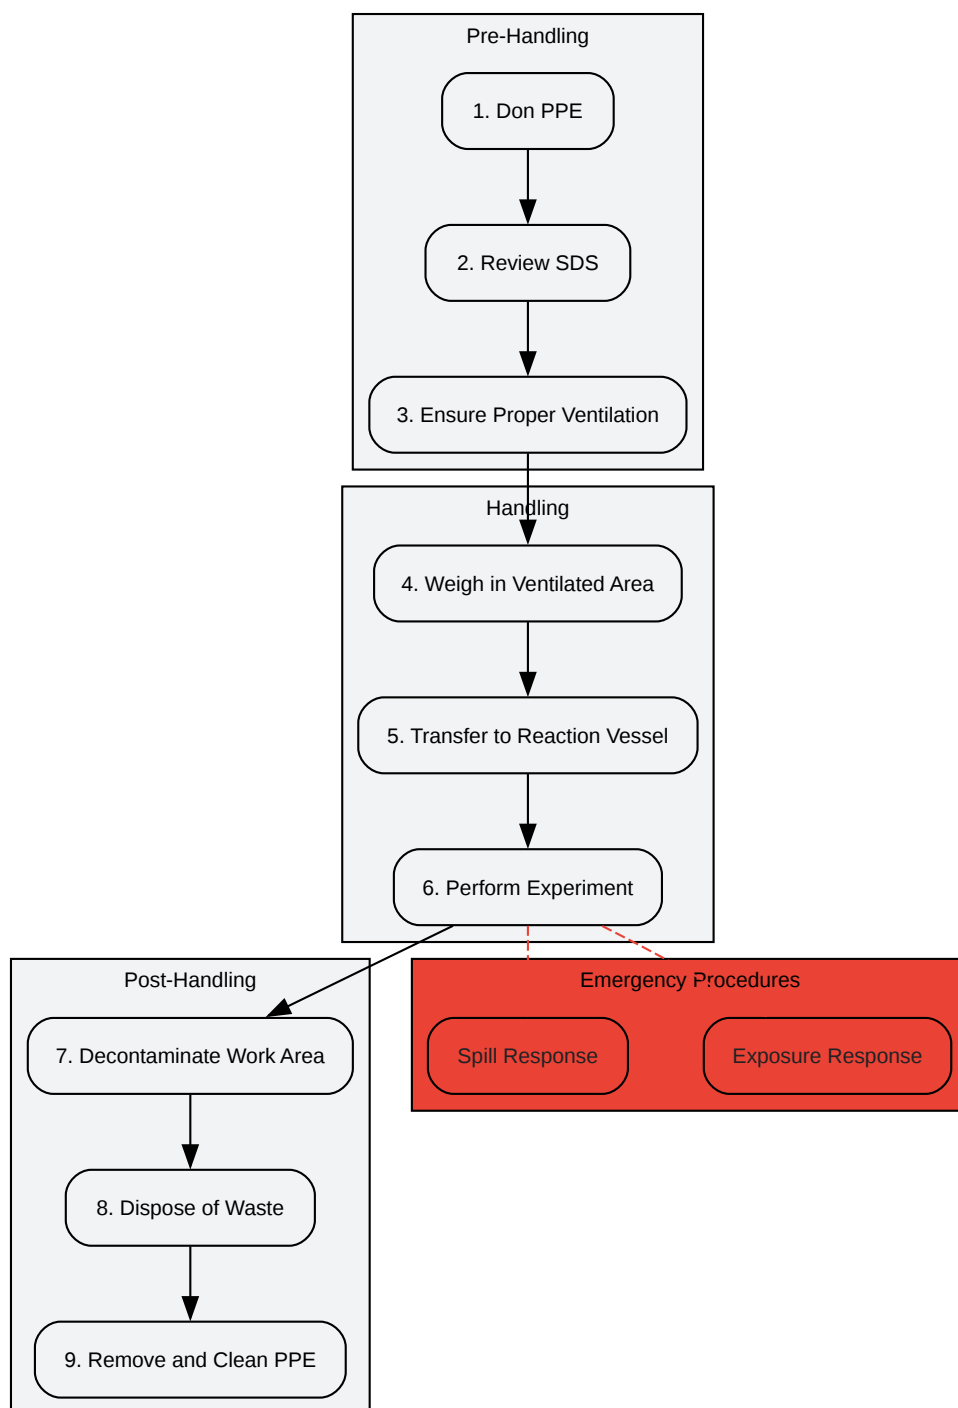 Pre-Handling
1. Don PPE
2. Review SDS
3. Ensure Proper Ventilation
Handling
4. Weigh in Ventilated Area
5. Transfer to Reaction Vessel
6. Perform Experiment
Post-Handling
7. Decontaminate Work Area
8. Dispose of Waste
9. Remove and Clean PPE
Emergency Procedures
Spill Response
Exposure Response